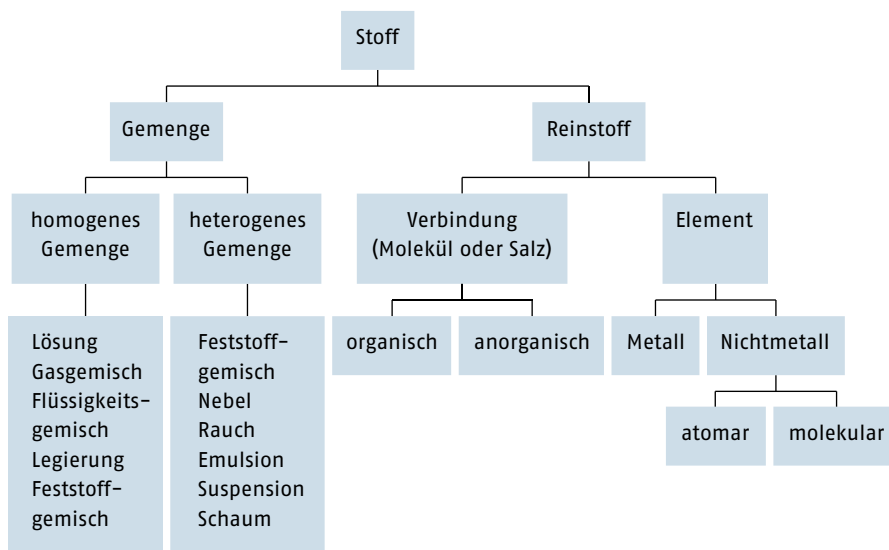 Stoff
Gemenge
Reinstoff
homogenes
Gemenge
heterogenes
Gemenge
Verbindung
(Molekül oder Salz)
Element
Lösung
Gasgemisch
Flüssigkeits-
gemisch
Legierung
Feststoff-
gemisch
Feststoff-
gemisch
Nebel
Rauch
Emulsion
Suspension
Schaum
organisch
anorganisch
Metall
Nichtmetall
atomar
molekular